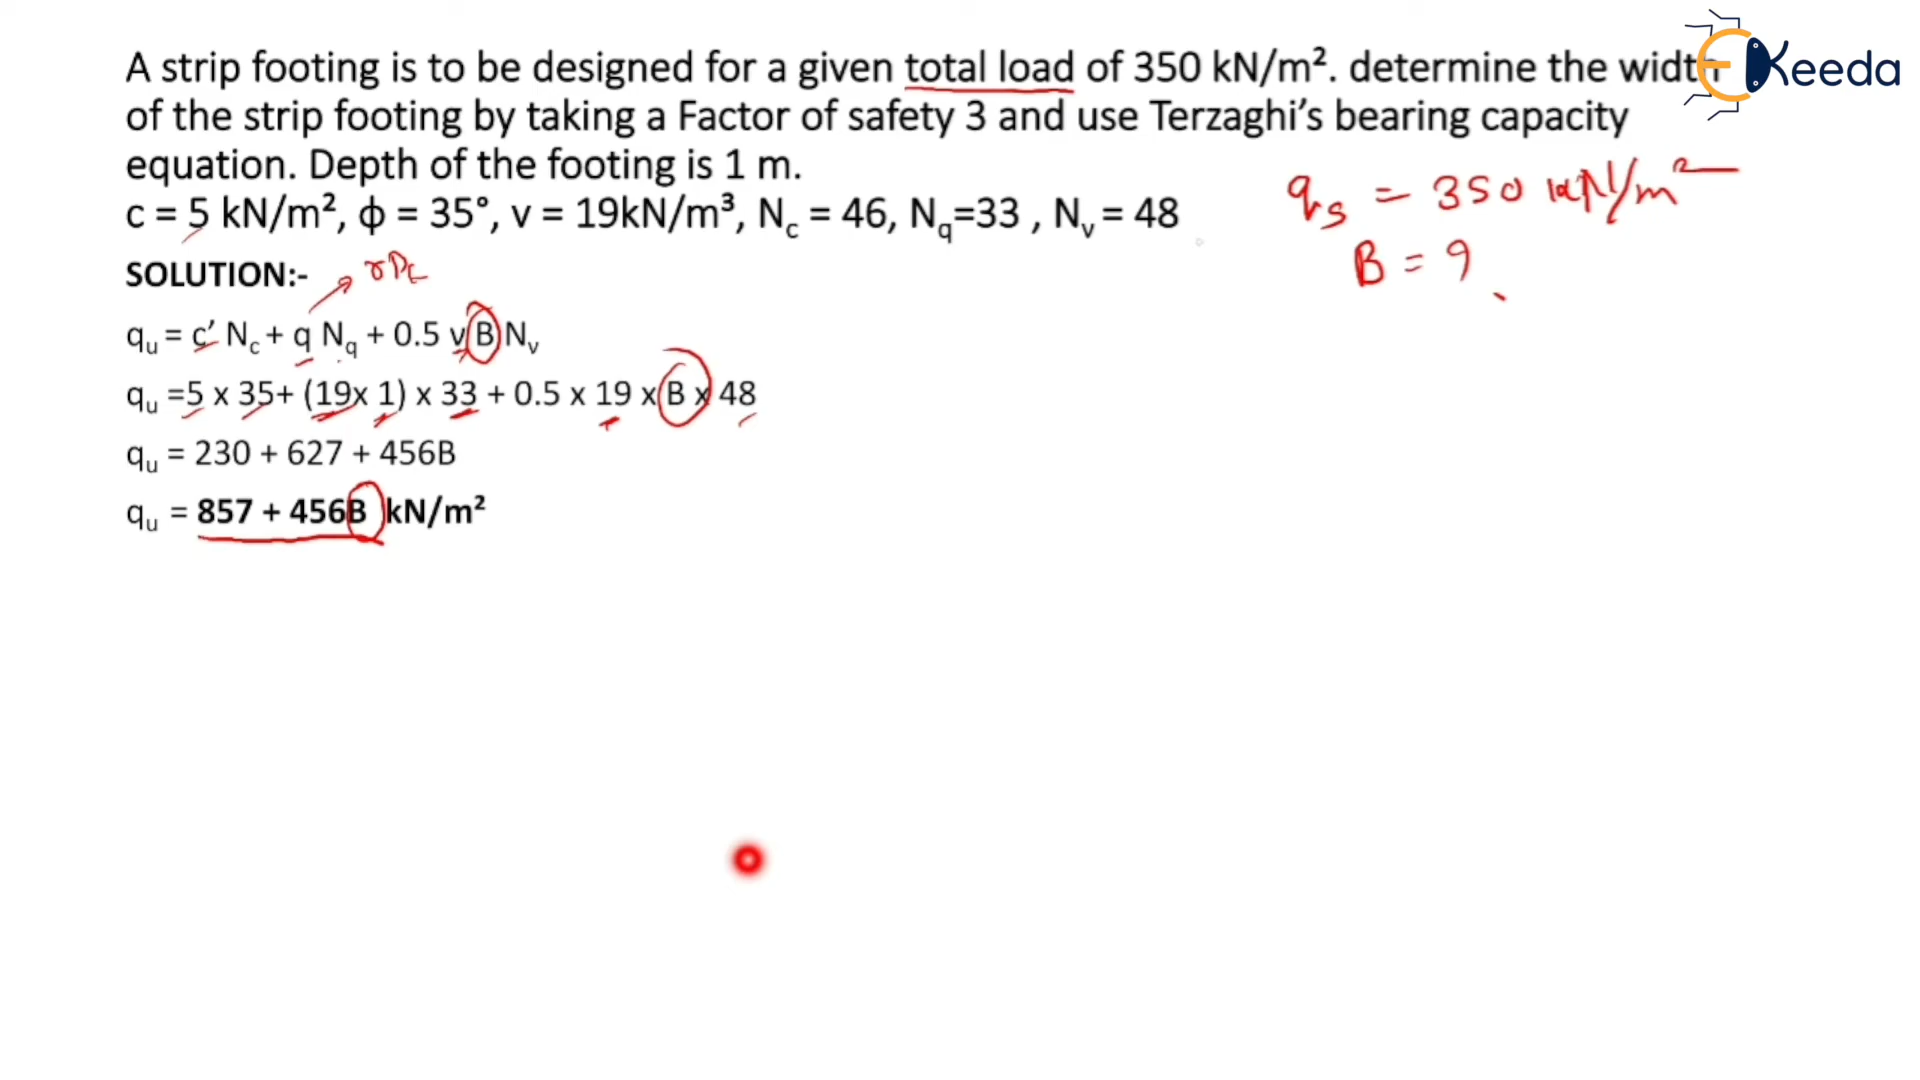 A strip footing is to be designed for a given total load of 350 kN/m². determine the width
of the strip footing by taking a Factor of safety 3 and use Terzaghi’s bearing capacity
equation. Depth of the footing is 1 m.
c = 5 kN/m², ϕ = 35°, v = 19kN/m³, Nc = 46, Nq=33 , Nv = 48
Keeda
qs = 350 kN/m²
B = ?
SOLUTION:-
γDf
qu = c’ Nc + q Nq + 0.5 v B Nv
qu =5 x 35+ (19x 1) x 33 + 0.5 x 19 x B x 48
qu = 230 + 627 + 456B
qu = 857 + 456B kN/m²